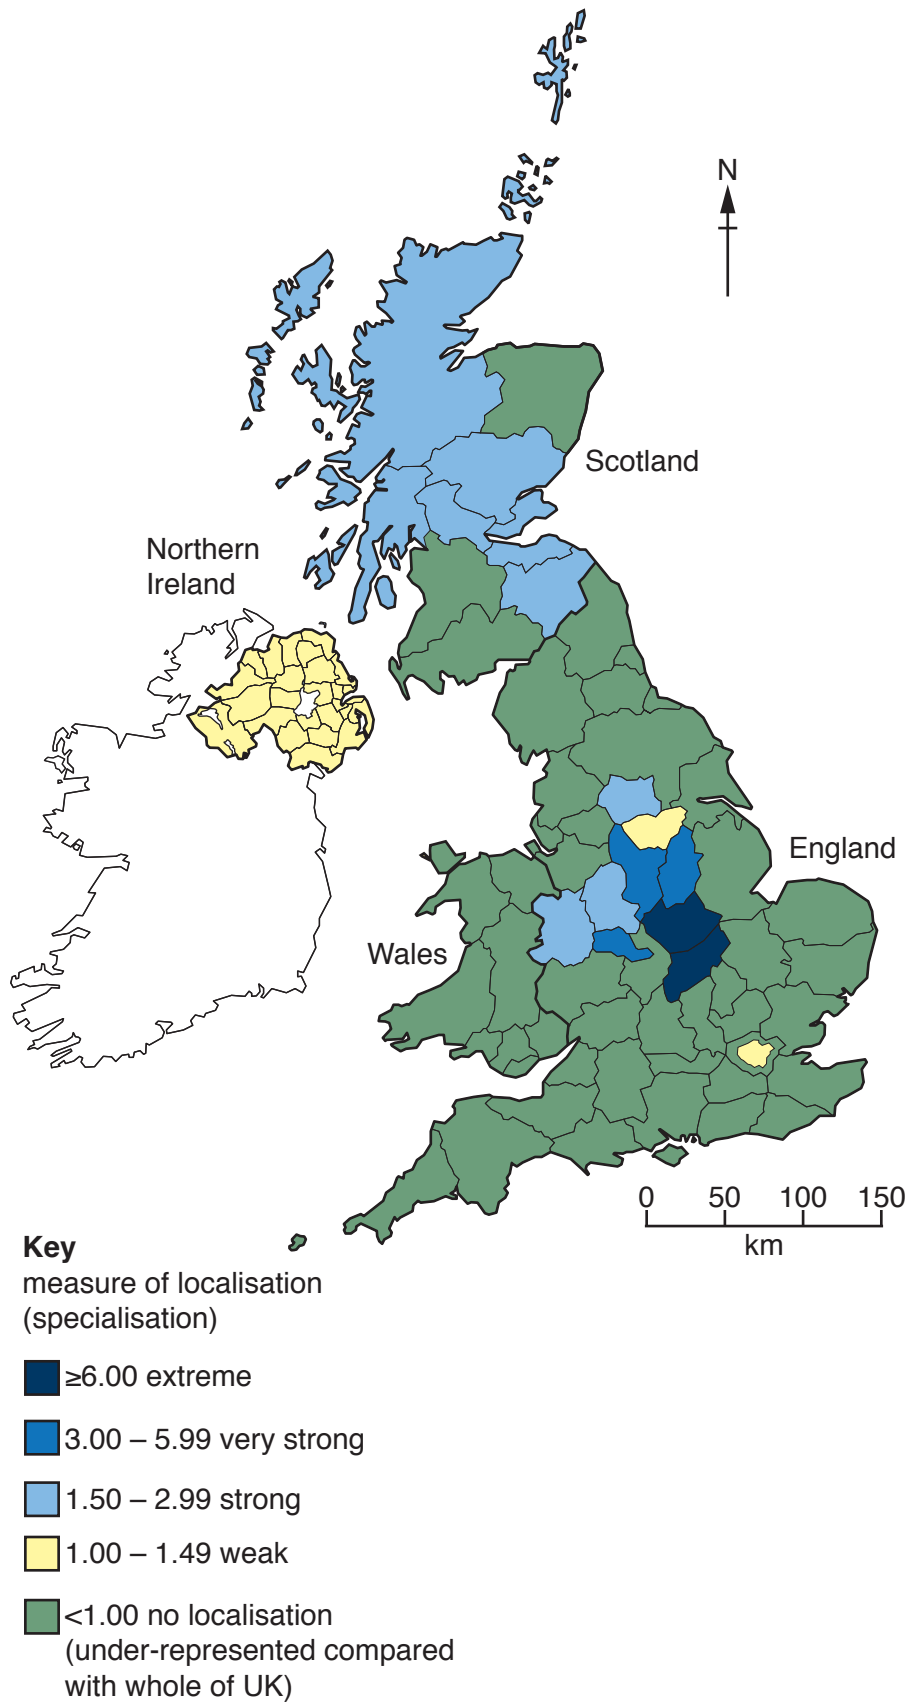 N
Scotland
Northern
Ireland
England
Wales
0 50 100 150
km
Key
measure of localisation
(specialisation)
≥6.00 extreme
3.00 – 5.99 very strong
1.50 – 2.99 strong
1.00 – 1.49 weak
<1.00 no localisation
(under-represented compared
with whole of UK)